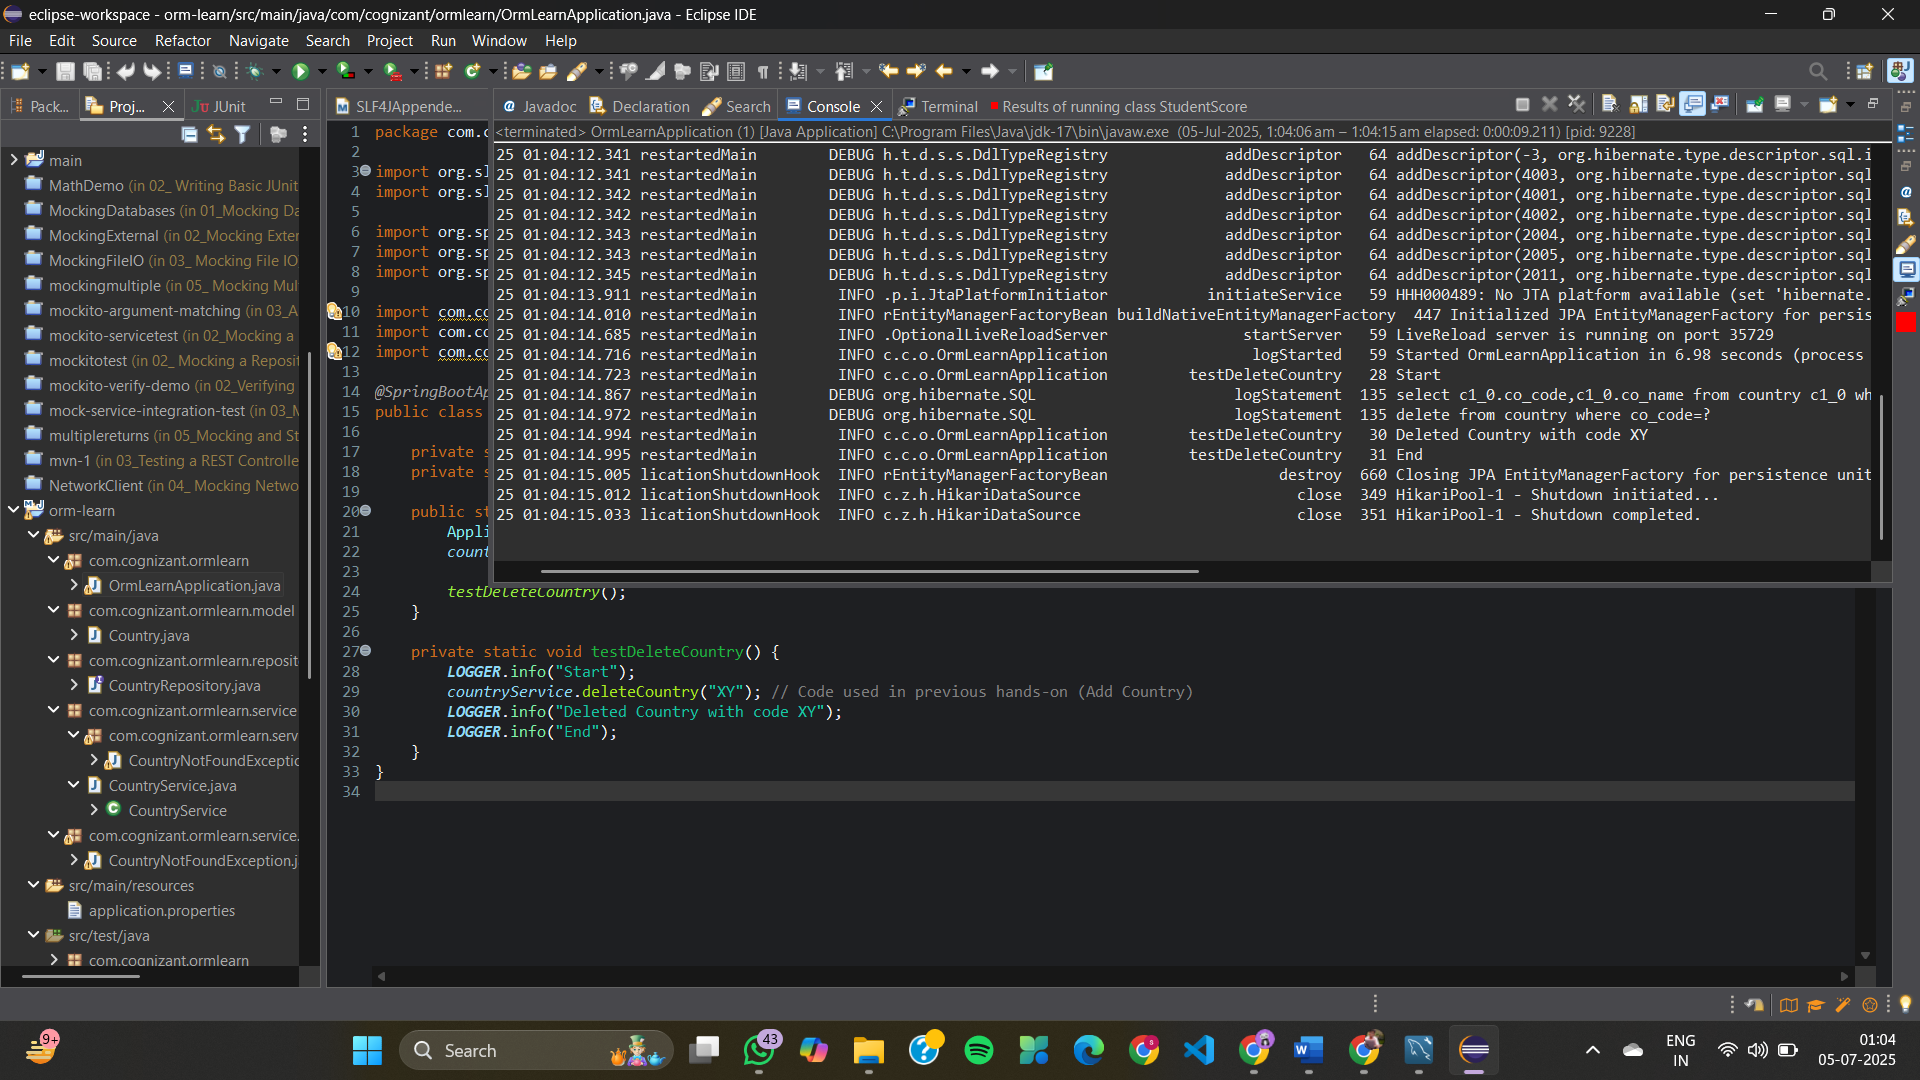 eclipse-workspace - orm-learn/src/main/java/com/cognizant/ormlearn/OrmLearnApplication.java - Eclipse IDE
File Edit Source Refactor Navigate Search Project Run Window Help
Pack... Proj... JUnit
SLF4JAppende... Javadoc Declaration Search Console Terminal Results of running class StudentScore
<terminated> OrmLearnApplication (1) [Java Application] C:\Program Files\Java\jdk-17\bin\javaw.exe (05-Jul-2025, 1:04:06 am – 1:04:15 am elapsed: 0:00:09.211) [pid: 9228]
25 01:04:12.341 restartedMain DEBUG h.t.d.s.s.DdlTypeRegistry addDescriptor 64 addDescriptor(-3, org.hibernate.type.descriptor.sql.i
25 01:04:12.341 restartedMain DEBUG h.t.d.s.s.DdlTypeRegistry addDescriptor 64 addDescriptor(4003, org.hibernate.type.descriptor.sql
25 01:04:12.342 restartedMain DEBUG h.t.d.s.s.DdlTypeRegistry addDescriptor 64 addDescriptor(4001, org.hibernate.type.descriptor.sql
25 01:04:12.342 restartedMain DEBUG h.t.d.s.s.DdlTypeRegistry addDescriptor 64 addDescriptor(4002, org.hibernate.type.descriptor.sql
25 01:04:12.343 restartedMain DEBUG h.t.d.s.s.DdlTypeRegistry addDescriptor 64 addDescriptor(2004, org.hibernate.type.descriptor.sql
25 01:04:12.343 restartedMain DEBUG h.t.d.s.s.DdlTypeRegistry addDescriptor 64 addDescriptor(2005, org.hibernate.type.descriptor.sql
25 01:04:12.345 restartedMain DEBUG h.t.d.s.s.DdlTypeRegistry addDescriptor 64 addDescriptor(2011, org.hibernate.type.descriptor.sql
25 01:04:13.911 restartedMain INFO .p.i.JtaPlatformInitiator initiateService 59 HHH000489: No JTA platform available (set 'hibernate.
25 01:04:14.010 restartedMain INFO rEntityManagerFactoryBean buildNativeEntityManagerFactory 447 Initialized JPA EntityManagerFactory for persis
25 01:04:14.685 restartedMain INFO .OptionalLiveReloadServer startServer 59 LiveReload server is running on port 35729
25 01:04:14.716 restartedMain INFO c.c.o.OrmLearnApplication logStarted 59 Started OrmLearnApplication in 6.98 seconds (process
25 01:04:14.723 restartedMain INFO c.c.o.OrmLearnApplication testDeleteCountry 28 Start
25 01:04:14.867 restartedMain DEBUG org.hibernate.SQL logStatement 135 select c1_0.co_code,c1_0.co_name from country c1_0 wh
25 01:04:14.972 restartedMain DEBUG org.hibernate.SQL logStatement 135 delete from country where co_code=?
25 01:04:14.994 restartedMain INFO c.c.o.OrmLearnApplication testDeleteCountry 30 Deleted Country with code XY
25 01:04:14.995 restartedMain INFO c.c.o.OrmLearnApplication testDeleteCountry 31 End
25 01:04:15.005 licationShutdownHook INFO rEntityManagerFactoryBean destroy 660 Closing JPA EntityManagerFactory for persistence unit
25 01:04:15.012 licationShutdownHook INFO c.z.h.HikariDataSource close 349 HikariPool-1 - Shutdown initiated...
25 01:04:15.033 licationShutdownHook INFO c.z.h.HikariDataSource close 351 HikariPool-1 - Shutdown completed.
main
MathDemo (in 02_ Writing Basic JUnit
MockingDatabases (in 01_Mocking Da
MockingExternal (in 02_Mocking Exter
MockingFileIO (in 03_ Mocking File IO
mockingmultiple (in 05_ Mocking Mul
mockito-argument-matching (in 03_A
mockito-servicetest (in 02_Mocking a
mockitotest (in 02_ Mocking a Reposit
mockito-verify-demo (in 02_Verifying
mock-service-integration-test (in 03_M
multiplereturns (in 05_Mocking and St
mvn-1 (in 03_Testing a REST Controlle
NetworkClient (in 04_ Mocking Netwo
orm-learn
src/main/java
com.cognizant.ormlearn
OrmLearnApplication.java
com.cognizant.ormlearn.model
Country.java
com.cognizant.ormlearn.reposit
CountryRepository.java
com.cognizant.ormlearn.service
com.cognizant.ormlearn.serv
CountryNotFoundExceptio
CountryService.java
CountryService
com.cognizant.ormlearn.service.
CountryNotFoundException.j
src/main/resources
application.properties
src/test/java
com.cognizant.ormlearn
1 package com.c
2
3 import org.sl
4 import org.sl
5
6 import org.sp
7 import org.sp
8 import org.sp
9
10 import com.co
11 import com.co
12 import com.co
13
14 @SpringBootAp
15 public class
16
17 private s
18 private s
19
20 public st
21 Appli
22 count
23
24 testDeleteCountry();
25 }
26
27 private static void testDeleteCountry() {
28 LOGGER.info("Start");
29 countryService.deleteCountry("XY"); // Code used in previous hands-on (Add Country)
30 LOGGER.info("Deleted Country with code XY");
31 LOGGER.info("End");
32 }
33 }
34
9+
Search
43
ENG
IN
01:04
05-07-2025